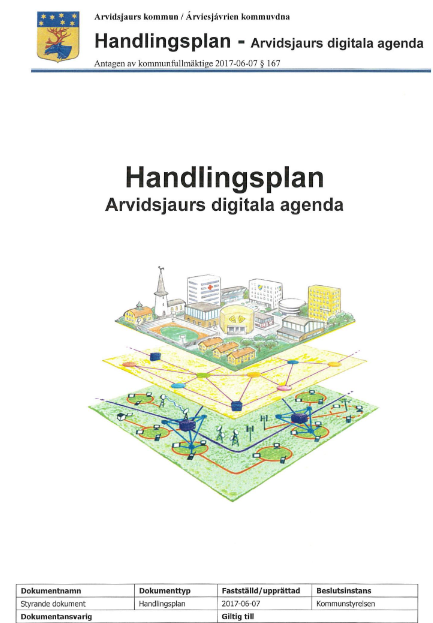 Arvidsjaurs kommun / Árviesjávrien kommuvdna
Handlingsplan - Arvidsjaurs digitala agenda
Antagen av kommunfullmäktige 2017-06-07 § 167
Handlingsplan
Arvidsjaurs digitala agenda
Dokumentnamn Dokumenttyp Fastställd/upprättad Beslutsinstans
Styrande dokument Handlingsplan 2017-06-07 Kommunstyrelsen
Dokumentansvarig Giltig till